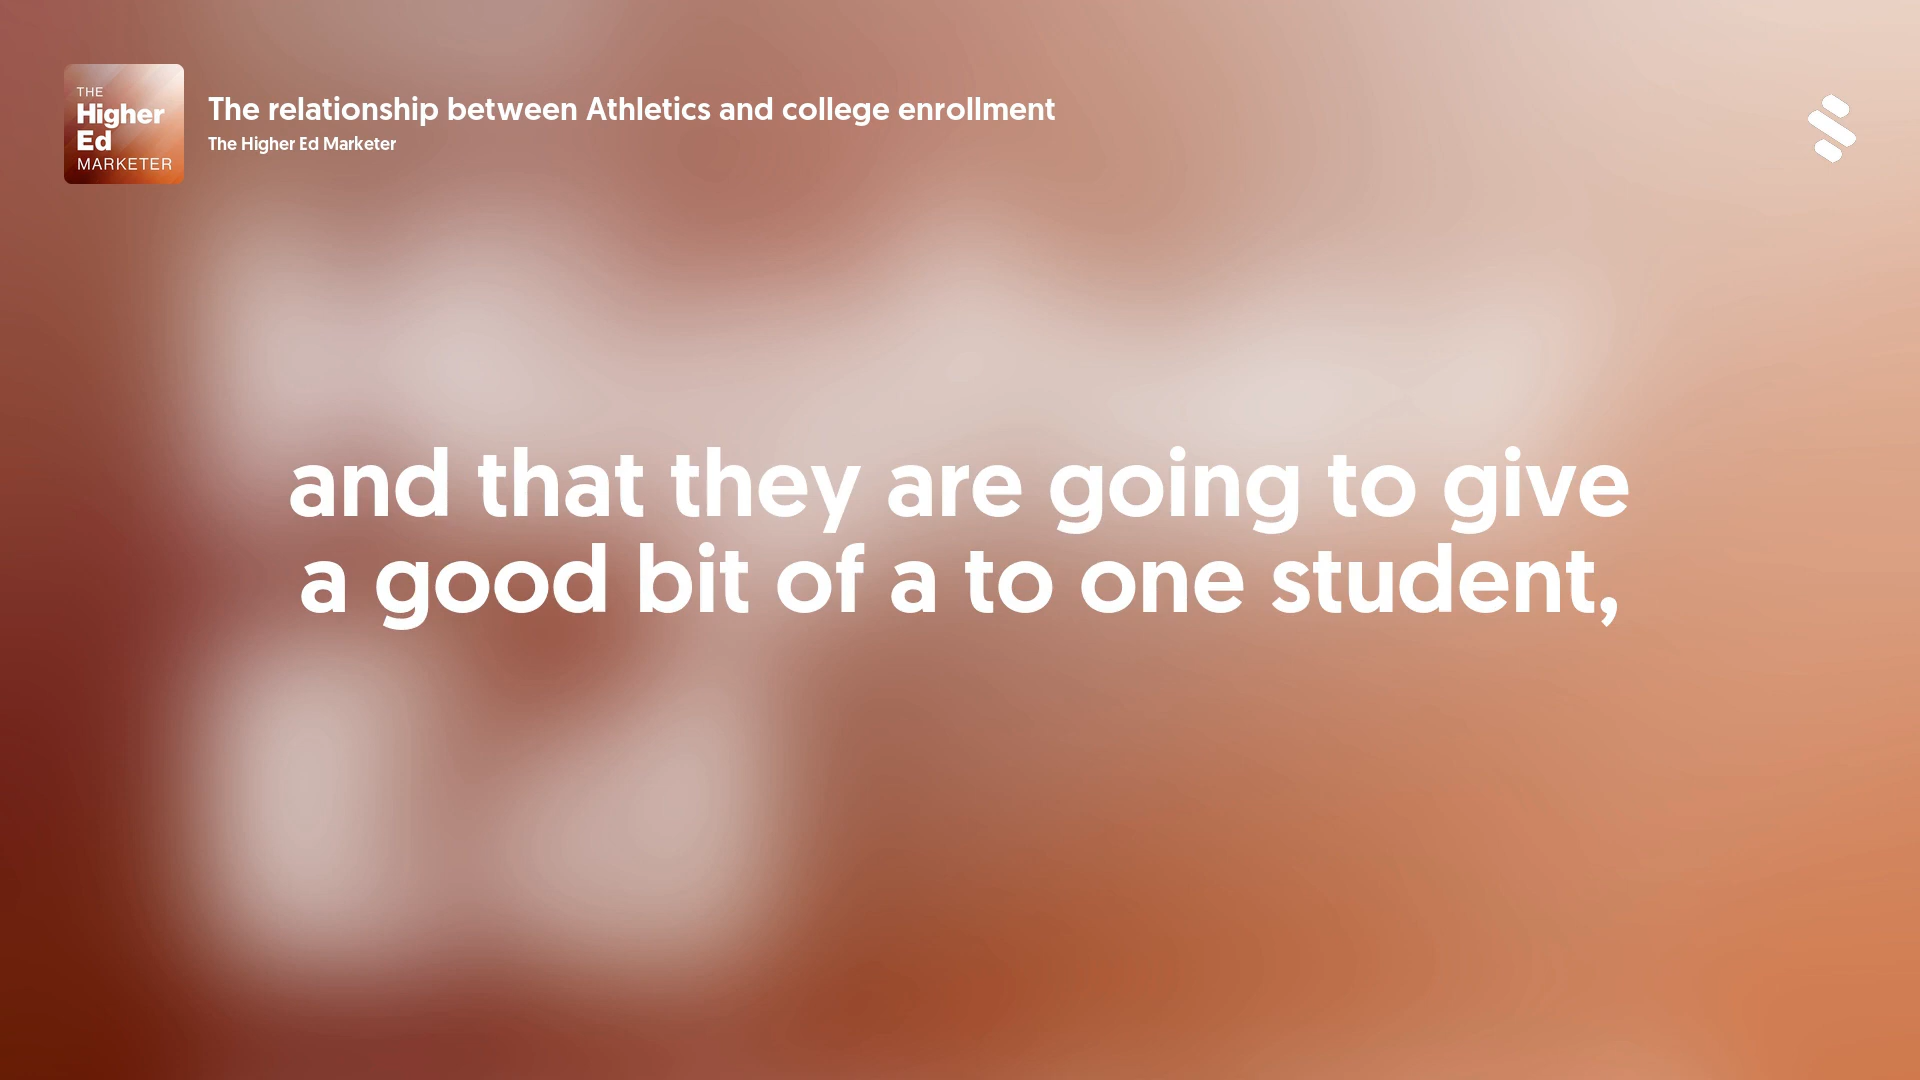 THE
Higher
Ed
MARKETER
The relationship between Athletics and college enrollment
The Higher Ed Marketer
and that they are going to give
a good bit of a to one student,